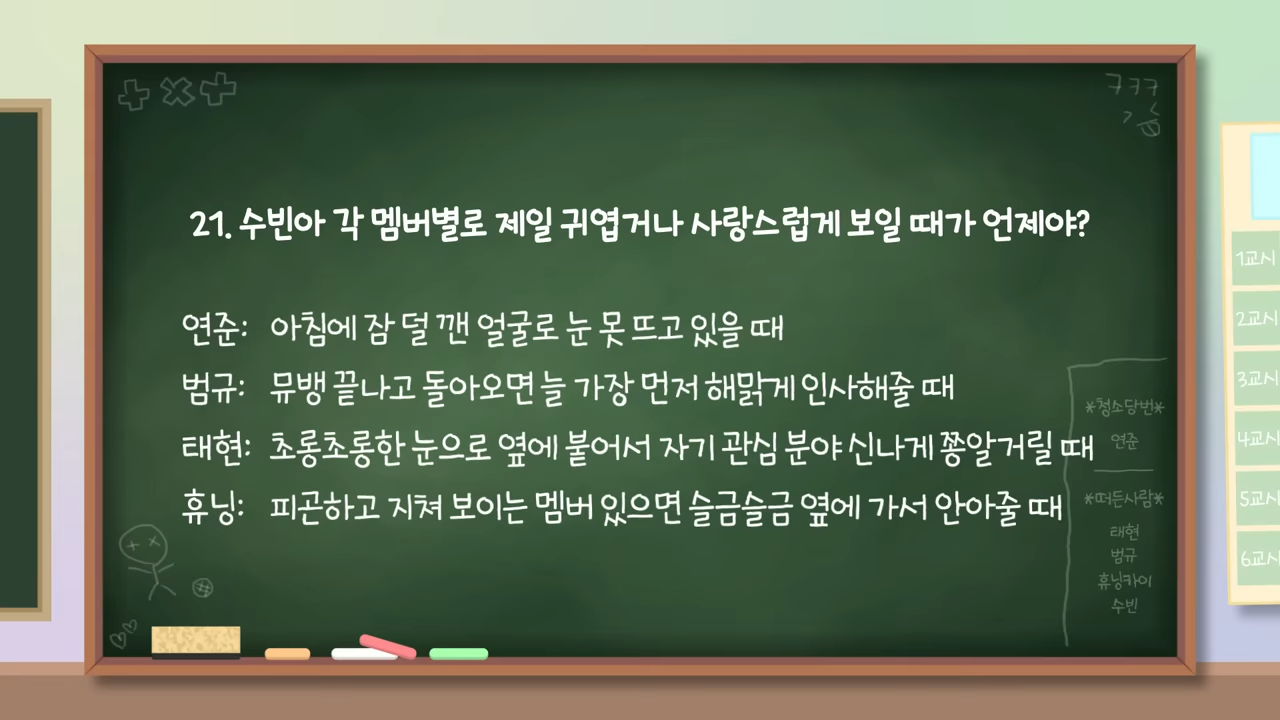 ㅋㅋㅋ
21. 수빈아 각 멤버별로 제일 귀엽거나 사랑스럽게 보일 때가 언제야?
연준: 아침에 잠 덜 깬 얼굴로 눈 못 뜨고 있을 때
범규: 뮤뱅 끝나고 돌아오면 늘 가장 먼저 해맑게 인사해줄 때
태현: 초롱초롱한 눈으로 옆에 붙어서 자기 관심 분야 신나게 쫑알거릴 때
휴닝: 피곤하고 지쳐 보이는 멤버 있으면 슬금슬금 옆에 가서 안아줄 때
*청소당번*
연준
*떠든사람*
태현
범규
휴닝카이
수빈
1교시
2교시
3교시
4교시
5교시
6교시